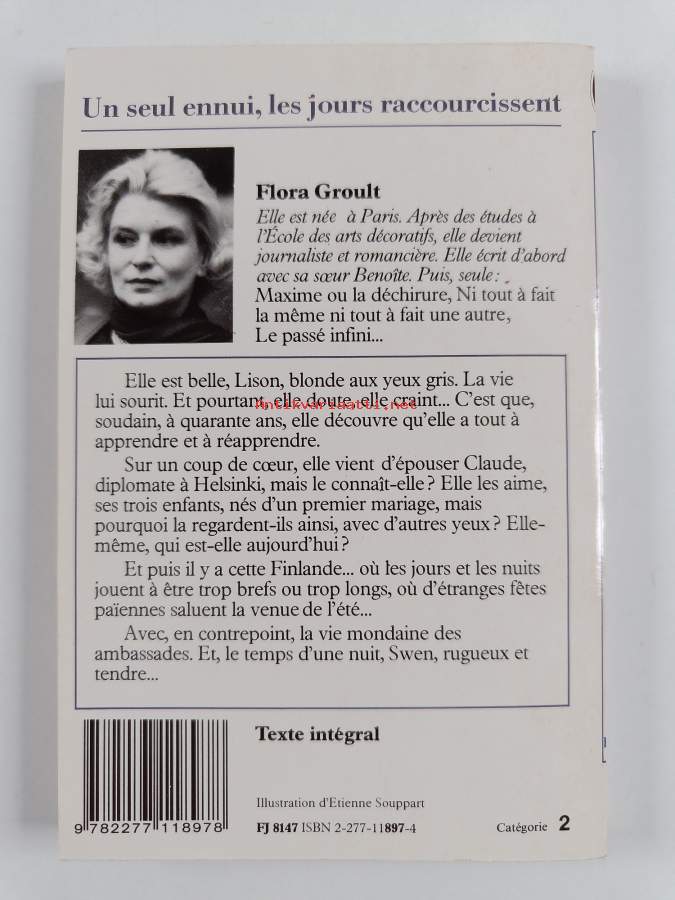 Un seul ennui, les jours raccourcissent
Flora Groult
Elle est née à Paris. Après des études à
l'École des arts décoratifs, elle devient
journaliste et romancière. Elle écrit d'abord
avec sa sœur Benoîte. Puis, seule :
Maxime ou la déchirure, Ni tout à fait
la même ni tout à fait une autre,
Le passé infini...
Elle est belle, Lison, blonde aux yeux gris. La vie
lui sourit. Et pourtant, elle doute, elle craint... C'est que,
antikvariaatti.net
soudain, à quarante ans, elle découvre qu'elle a tout à
apprendre et à réapprendre.
Sur un coup de cœur, elle vient d'épouser Claude,
diplomate à Helsinki, mais le connaît-elle ? Elle les aime,
ses trois enfants, nés d'un premier mariage, mais
pourquoi la regardent-ils ainsi, avec d'autres yeux ? Elle-
même, qui est-elle aujourd'hui ?
Et puis il y a cette Finlande... où les jours et les nuits
jouent à être trop brefs ou trop longs, où d'étranges fêtes
païennes saluent la venue de l'été...
Avec, en contrepoint, la vie mondaine des
ambassades. Et, le temps d'une nuit, Swen, rugueux et
tendre...
Texte intégral
Illustration d'Etienne Souppart
9 782277 118978
FJ 8147 ISBN 2-277-11897-4
Catégorie 2